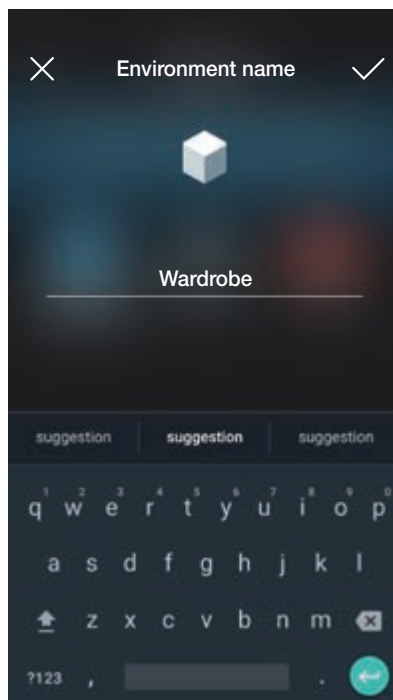 Environment name
Wardrobe
suggestion suggestion suggestion
1 2 3 4 5 6 7 8 9 0
q w e r t y u i o p
a s d f g h j k l
z x c v b n m
?123 , .